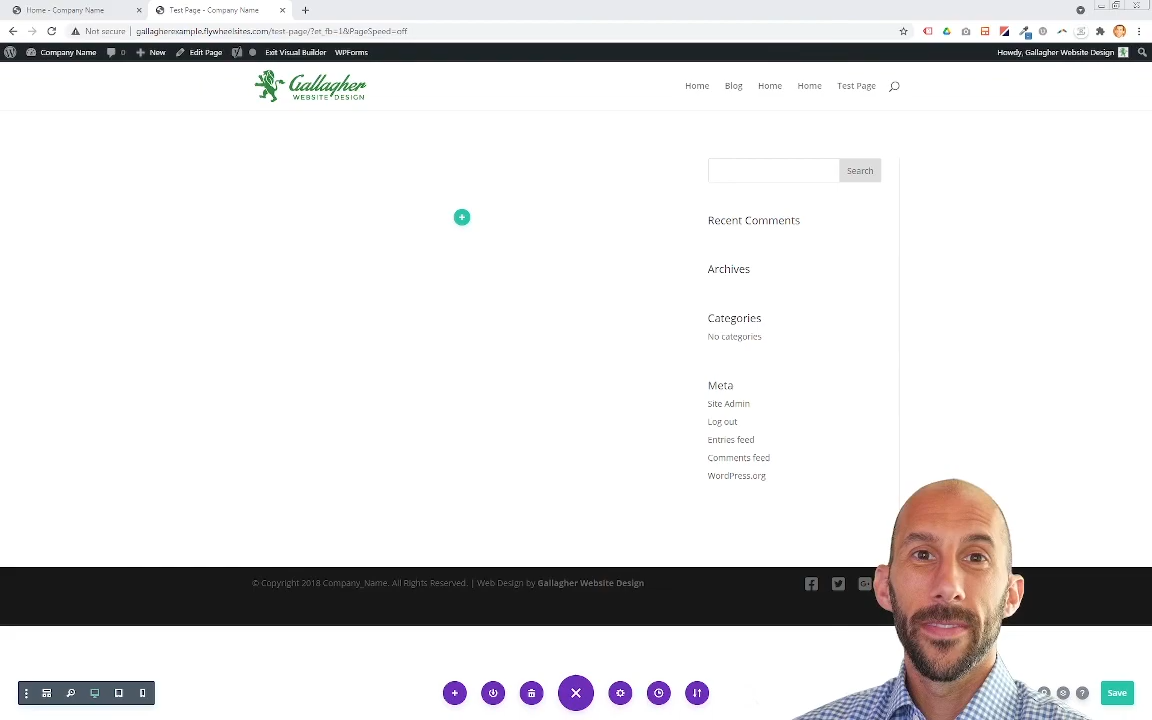 Home - Company Name
Test Page - Company Name
Not secure
gallagherexample.flywheelsites.com/test-page/?et_fb=1&PageSpeed=off
Company Name
0
New
Edit Page
Exit Visual Builder
WPForms
Howdy, Gallagher Website Design
Gallagher
WEBSITE DESIGN
Home
Blog
Home
Home
Test Page
Search
Recent Comments
Archives
Categories
No categories
Meta
Site Admin
Log out
Entries feed
Comments feed
WordPress.org
© Copyright 2018 Company_Name. All Rights Reserved. | Web Design by Gallagher Website Design
Save